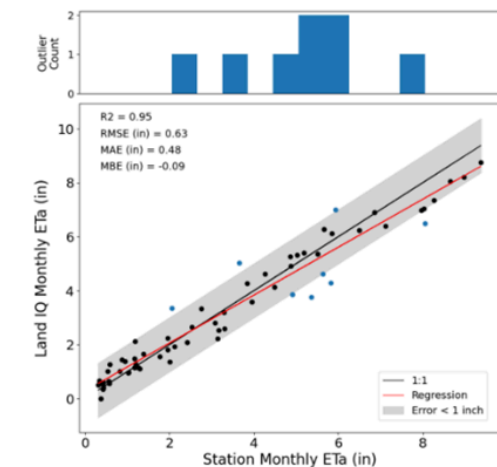 Outlier
Count
2
1
0
R2 = 0.95
RMSE (in) = 0.63
MAE (in) = 0.48
MBE (in) = -0.09
Land IQ Monthly ETa (in)
10
8
6
4
2
0
1:1
Regression
Error < 1 inch
0 2 4 6 8
Station Monthly ETa (in)